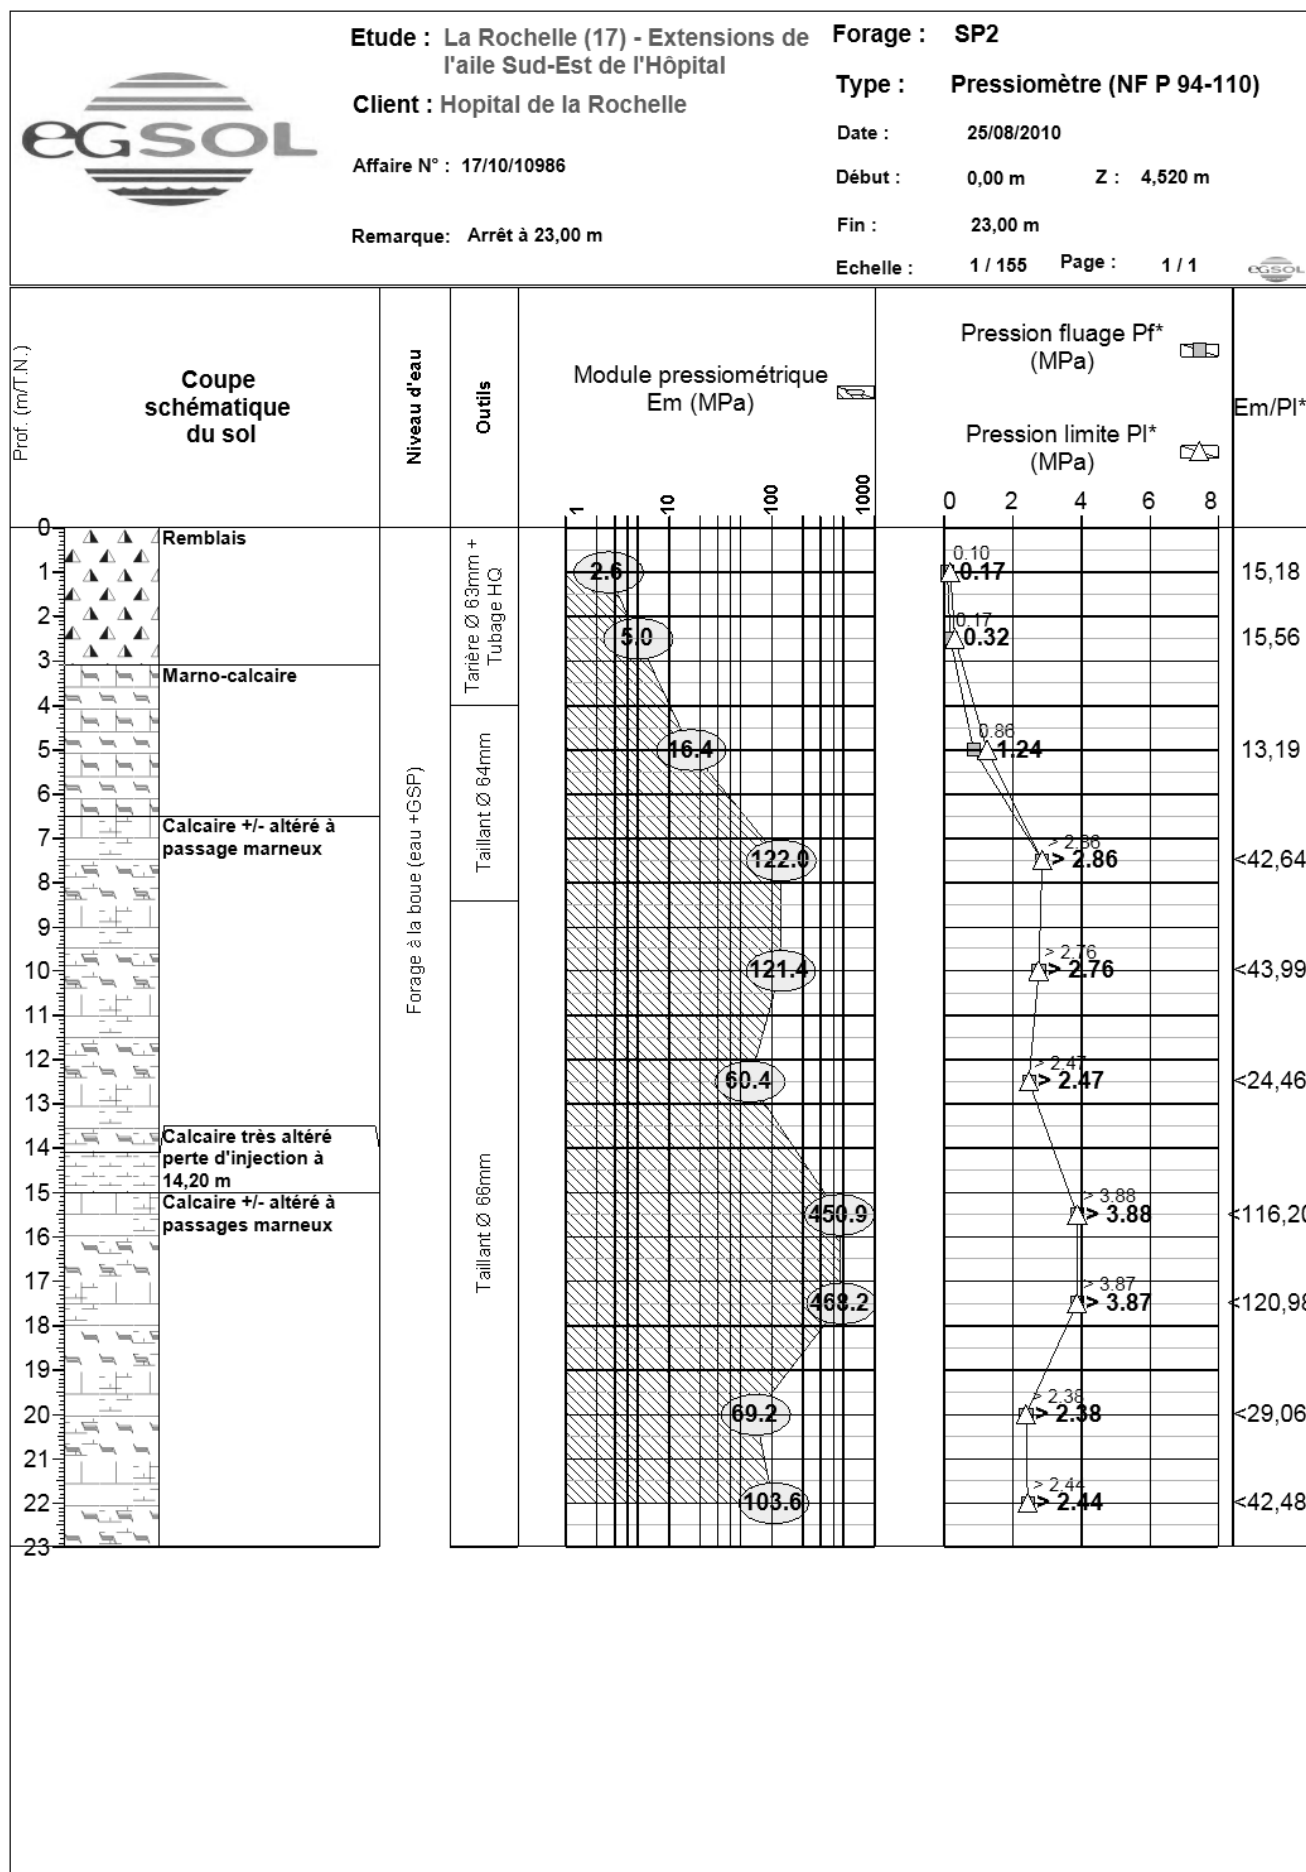 eGSOL
Etude : La Rochelle (17) - Extensions de
l'aile Sud-Est de l'Hôpital
Client : Hopital de la Rochelle
Affaire N° : 17/10/10986
Remarque: Arrêt à 23,00 m
Forage : SP2
Type : Pressiomètre (NF P 94-110)
Date : 25/08/2010
Début : 0,00 m Z : 4,520 m
Fin : 23,00 m
Echelle : 1 / 155 Page : 1 / 1
eGSOL
Prof. (m/T.N.)
Coupe
schématique
du sol
Niveau d'eau
Outils
Module pressiométrique
Em (MPa)
1 10 100 1000
Pression fluage Pf*
(MPa)
Pression limite Pl*
(MPa)
0 2 4 6 8
Em/Pl*
0
1
2
3
4
5
6
7
8
9
10
11
12
13
14
15
16
17
18
19
20
21
22
23
Remblais
Marno-calcaire
Calcaire +/- altéré à
passage marneux
Calcaire très altéré
perte d'injection à
14,20 m
Calcaire +/- altéré à
passages marneux
Forage à la boue (eau +GSP)
Tarière Ø 63mm +
Tubage HQ
Taillant Ø 64mm
Taillant Ø 66mm
2.6
5.0
16.4
122.0
121.4
60.4
450.9
468.2
69.2
103.6
0.10
0.17
0.17
0.32
0.86
1.24
> 2.86
> 2.86
> 2.76
> 2.76
> 2.47
> 2.47
> 3.88
> 3.88
> 3.87
> 3.87
> 2.38
> 2.38
> 2.44
> 2.44
15,18
15,56
13,19
<42,64
<43,99
<24,46
<116,20
<120,98
<29,06
<42,48